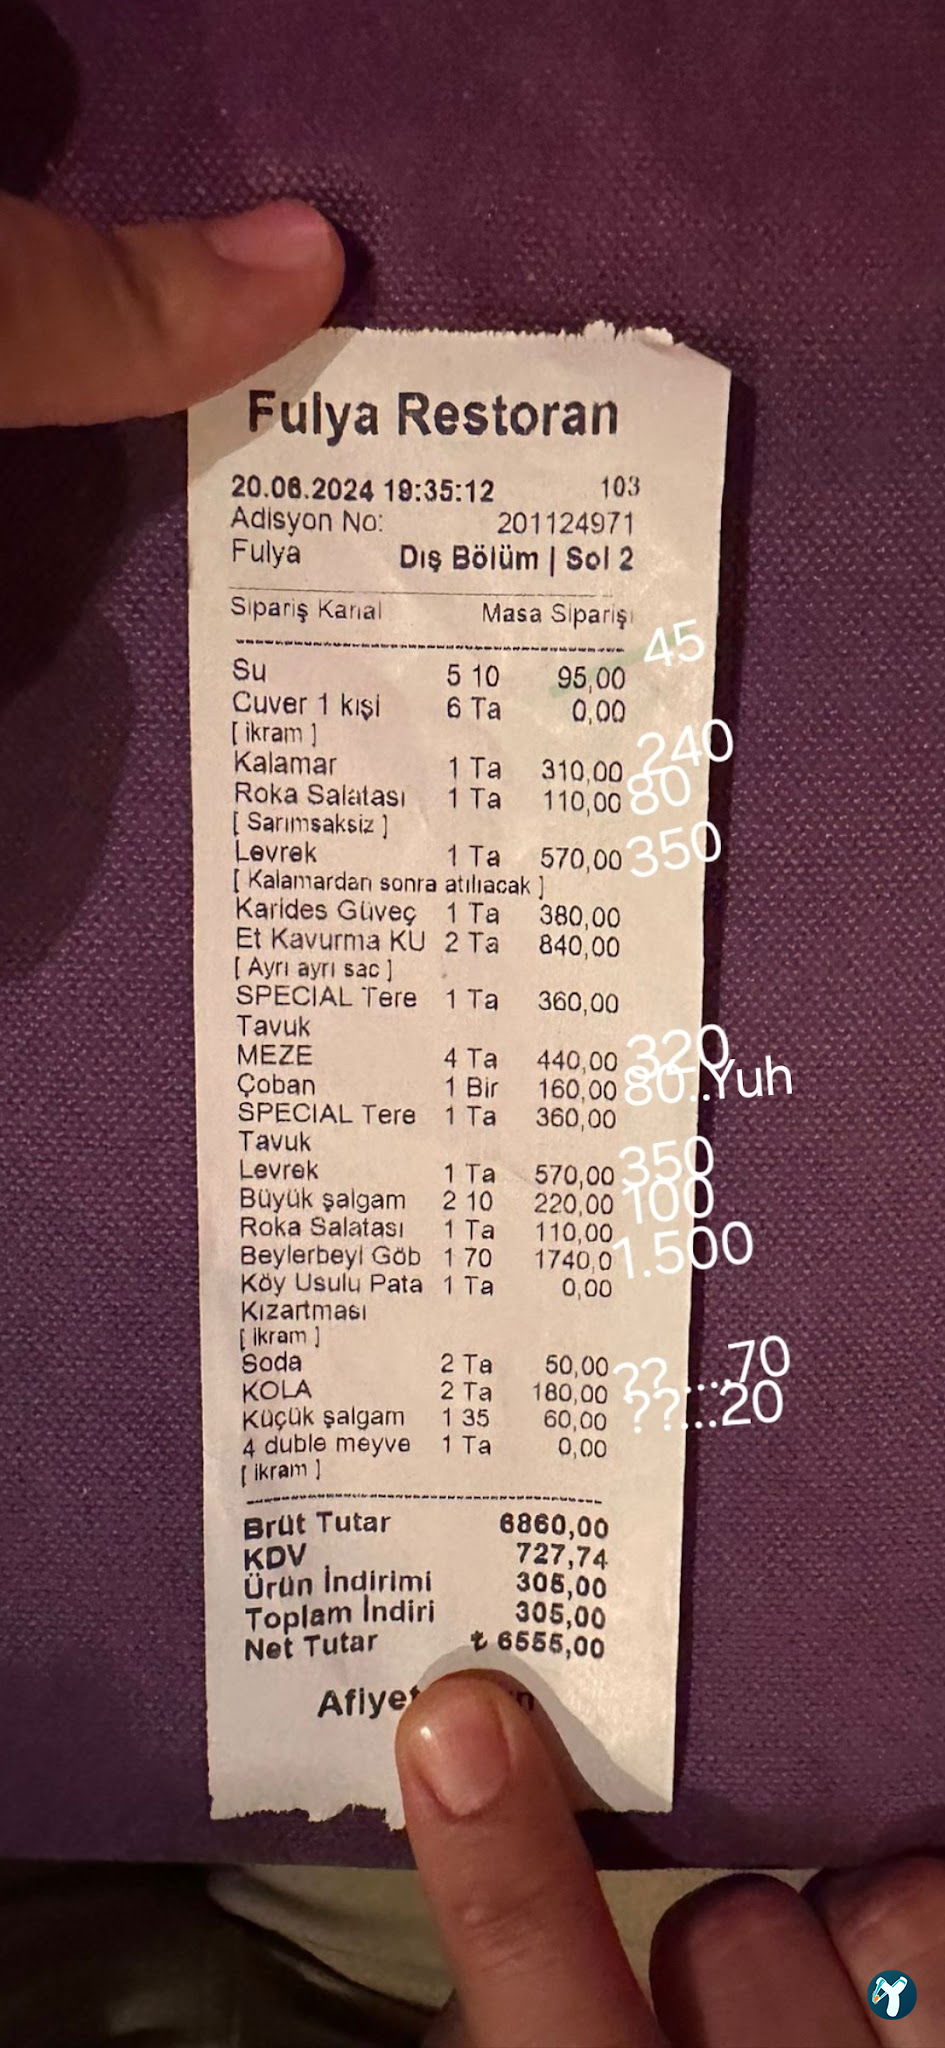 Fulya Restoran
20.06.2024 19:35:12 103
Adisyon No: 201124971
Fulya Dış Bölüm | Sol 2
Sipariş Kanal Masa Siparişi
Su 5 10 95,00 45
Cuver 1 kişi 6 Ta 0,00
[ ikram ]
Kalamar 1 Ta 310,00 240
Roka Salatası 1 Ta 110,00 80
[ Sarımsaksiz ]
Levrek 1 Ta 570,00 350
[ Kalamardan sonra atılıacak ]
Karides Güveç 1 Ta 380,00
Et Kavurma KU 2 Ta 840,00
[ Ayrı ayrı sac ]
SPECIAL Tere 1 Ta 360,00
Tavuk
MEZE 4 Ta 440,00 320
Çoban 1 Bir 160,00 80..Yuh
SPECIAL Tere 1 Ta 360,00
Tavuk
Levrek 1 Ta 570,00 350
Büyük şalgam 2 10 220,00 100
Roka Salatası 1 Ta 110,00
Beylerbeyi Göb 1 70 1740,0 1.500
Köy Usulu Pata 1 Ta 0,00
Kızartması
[ ikram ]
Soda 2 Ta 50,00
KOLA 2 Ta 180,00 ??.....70
Küçük şalgam 1 35 60,00 ??...20
4 duble meyve 1 Ta 0,00
[ ikram ]
Brüt Tutar 6860,00
KDV 727,74
Ürün İndirimi 305,00
Toplam İndiri 305,00
Net Tutar ₺ 6555,00